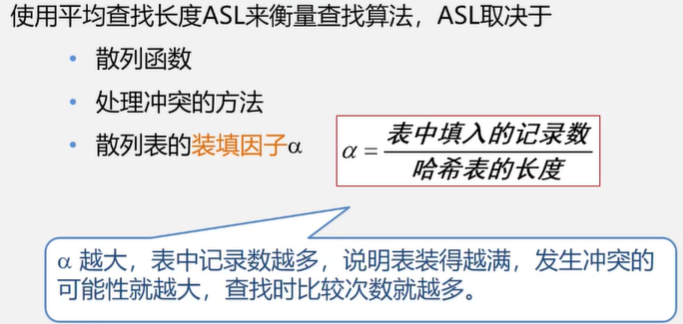 使用平均查找长度ASL来衡量查找算法，ASL取决于
• 散列函数
• 处理冲突的方法
• 散列表的装填因子α
α = 表中填入的记录数 / 哈希表的长度
α 越大，表中记录数越多，说明表装得越满，发生冲突的
可能性就越大，查找时比较次数就越多。